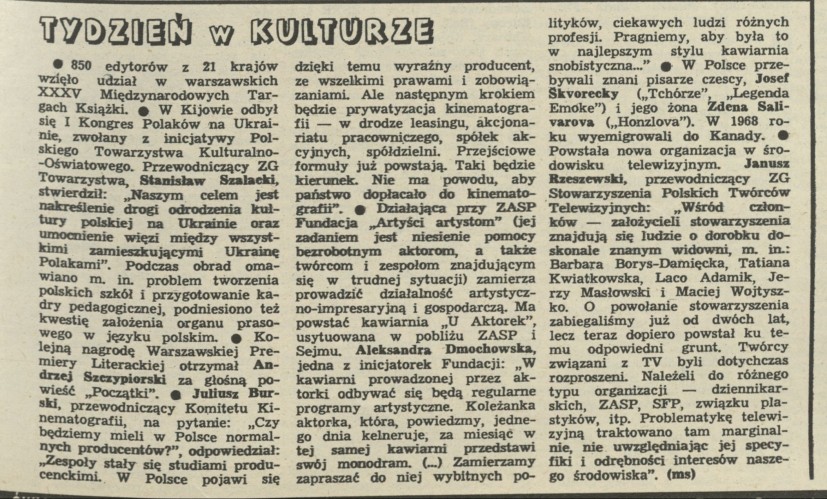 TYDZIEŃ w KULTURZE
● 850 edytorów z 21 krajów
wzięło udział w warszawskich
XXXV Międzynarodowych Tar-
gach Książki. ● W Kijowie odbył
się I Kongres Polaków na Ukrai-
nie, zwołany z inicjatywy Pol-
skiego Towarzystwa Kulturalno-
-Oświatowego. Przewodniczący ZG
Towarzystwa, Stanisław Szalacki,
stwierdził: „Naszym celem jest
nakreślenie drogi odrodzenia kul-
tury polskiej na Ukrainie oraz
umocnienie więzi między wszyst-
kimi zamieszkującymi Ukrainę
Polakami". Podczas obrad oma-
wiano m. in. problem tworzenia
polskich szkół i przygotowanie ka-
dry pedagogicznej, podniesiono też
kwestię założenia organu praso-
wego w języku polskim. ● Ko-
lejną nagrodę Warszawskiej Pre-
miery Literackiej otrzymał An-
drzej Szczypiorski za głośną po-
wieść „Początki". ● Juliusz Bur-
ski, przewodniczący Komitetu Ki-
nematografii, na pytanie: „Czy
będziemy mieli w Polsce normal-
nych producentów?", odpowiedział:
„Zespoły stały się studiami produ-
cenckimi. W Polsce pojawi się
dzięki temu wyraźny producent,
ze wszelkimi prawami i zobowią-
zaniami. Ale następnym krokiem
będzie prywatyzacja kinematogra-
fii — w drodze leasingu, akcjona-
riatu pracowniczego, spółek ak-
cyjnych, spółdzielni. Przejściowe
formuły już powstają. Taki będzie
kierunek. Nie ma powodu, aby
państwo dopłacało do kinemato-
grafii". ● Działająca przy ZASP
Fundacja „Artyści artystom" (jej
zadaniem jest niesienie pomocy
bezrobotnym aktorom, a także
twórcom i zespołom znajdującym
się w trudnej sytuacji) zamierza
prowadzić działalność artystycz-
no-impresaryjną i gospodarczą. Ma
powstać kawiarnia „U Aktorek",
usytuowana w pobliżu ZASP i
Sejmu. Aleksandra Dmochowska,
jedna z inicjatorek Fundacji: „W
kawiarni prowadzonej przez ak-
torki odbywać się będą regularne
programy artystyczne. Koleżanka
aktorka, która, powiedzmy, jedne-
go dnia kelneruje, za miesiąc w
tej samej kawiarni przedstawi
swój monodram. (...) Zamierzamy
zapraszać do niej wybitnych po-
lityków, ciekawych ludzi różnych
profesji. Pragniemy, aby była to
w najlepszym stylu kawiarnia
snobistyczna..." ● W Polsce prze-
bywali znani pisarze czescy, Josef
Škvorecky („Tchórze", „Legenda
Emoke") i jego żona Zdena Sali-
varova („Honzlova"). W 1968 ro-
ku wyemigrowali do Kanady. ●
Powstała nowa organizacja w śro-
dowisku telewizyjnym. Janusz
Rzeszewski, przewodniczący ZG
Stowarzyszenia Polskich Twórców
Telewizyjnych: „Wśród człon-
ków — założycieli stowarzyszenia
znajdują się ludzie o dorobku do-
skonale znanym widowni, m. in.:
Barbara Borys-Damięcka, Tatiana
Kwiatkowska, Laco Adamik, Je-
rzy Masłowski i Maciej Wojtysz-
ko. O powołanie stowarzyszenia
zabiegaliśmy już od dwóch lat,
lecz teraz dopiero powstał ku te-
mu odpowiedni grunt. Twórcy
związani z TV byli dotychczas
rozproszeni. Należeli do różnego
typu organizacji — dziennikar-
skich, ZASP, SFP, związku pla-
styków, itp. Problematykę telewi-
zyjną traktowano tam marginal-
nie, nie uwzględniając jej specy-
fiki i odrębności interesów nasze-
go środowiska". (ms)